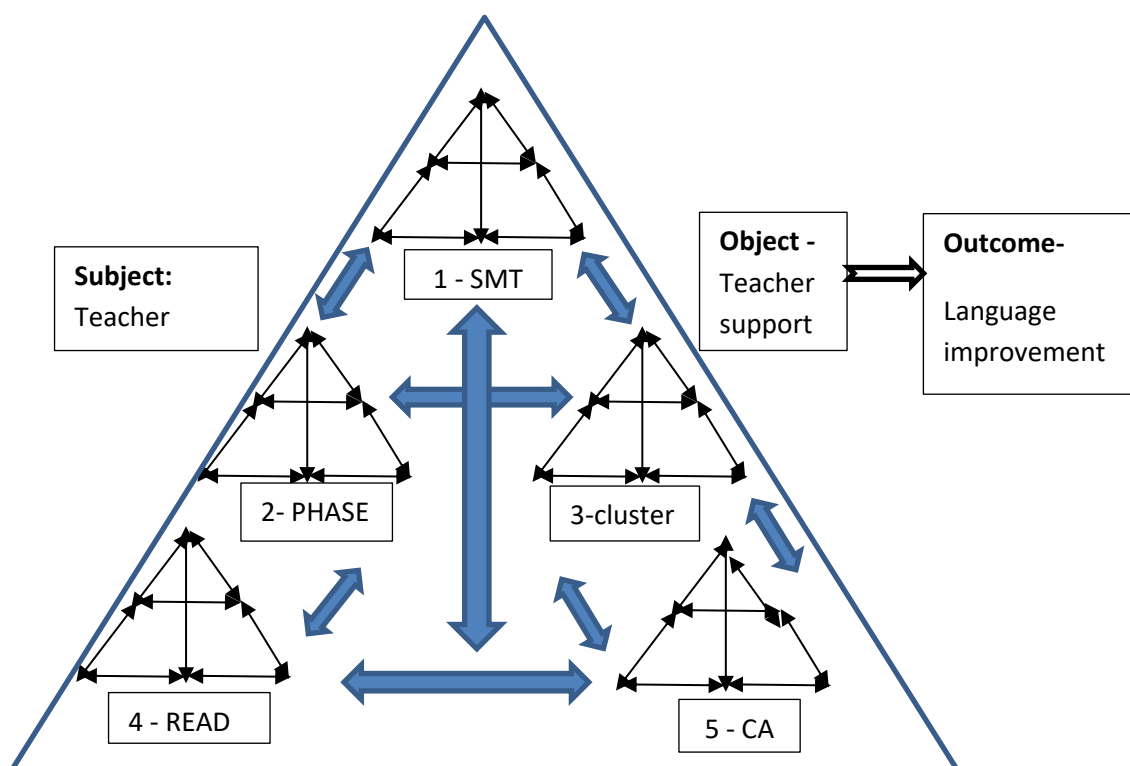 1 - SMT
Subject:
Teacher
Object -
Teacher
support
Outcome-
Language
improvement
2- PHASE
3-cluster
4 - READ
5 - CA